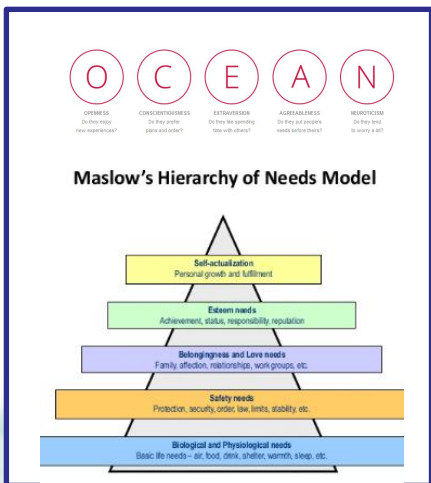 O C E A N
OPENNESS CONSCIENTIOUSNESS EXTRAVERSION AGREEABLENESS NEUROTICISM
Do they enjoy Do they prefer Do they like spending Do they put people's Do they tend
new experiences? plans and order? time with others? needs before theirs? to worry a lot?
Maslow's Hierarchy of Needs Model
Self-actualization
Personal growth and fulfillment
Esteem needs
Achievement, status, responsibility, reputation
Belongingness and Love needs
Family, affection, relationships, work groups, etc.
Safety needs
Protection, security, order, law, limits, stability, etc.
Biological and Physiological needs
Basic life needs – air, food, drink, shelter, warmth, sleep, etc.